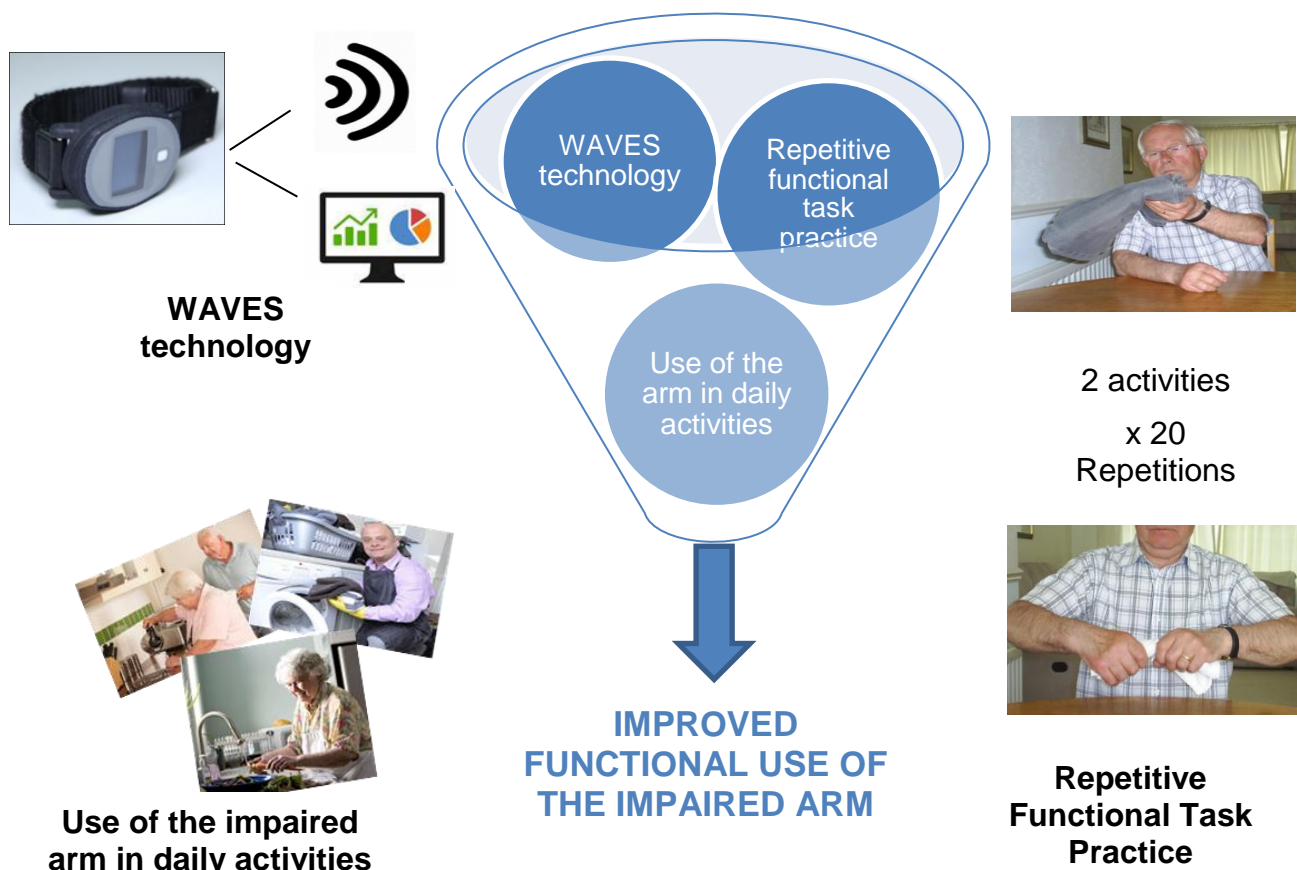 WAVES
technology
Repetitive
functional
task
practice
Use of the
arm in daily
activities
WAVES
technology
2 activities
x 20
Repetitions
IMPROVED
FUNCTIONAL USE OF
THE IMPAIRED ARM
Use of the impaired
arm in daily activities
Repetitive
Functional Task
Practice